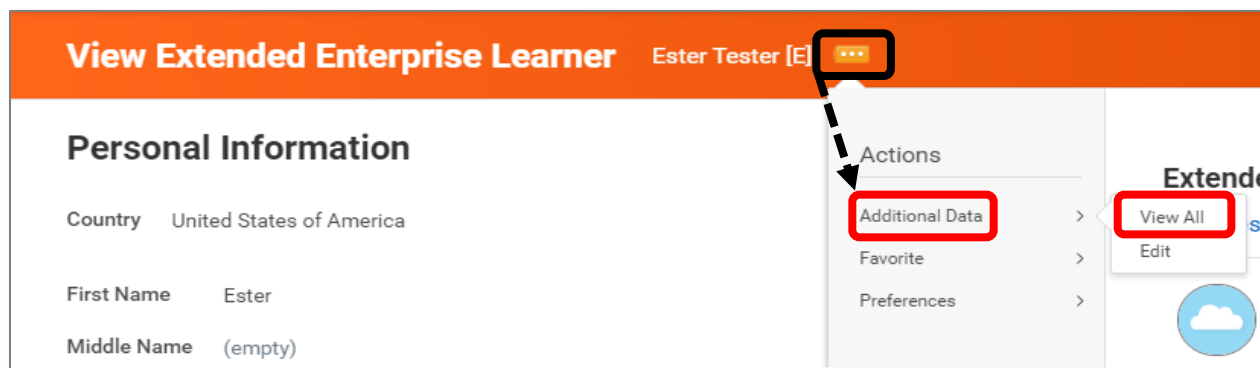 View Extended Enterprise Learner Ester Tester [E]
Personal Information
Country United States of America
First Name Ester
Middle Name (empty)
Actions
Additional Data
Favorite
Preferences
View All
Edit